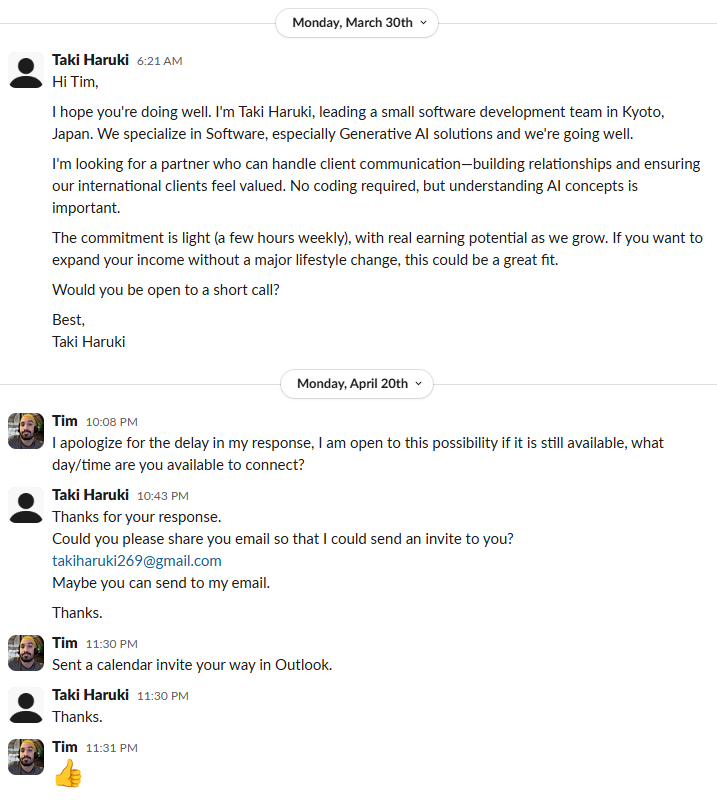 Monday, March 30th
Taki Haruki 6:21 AM
Hi Tim,
I hope you're doing well. I'm Taki Haruki, leading a small software development team in Kyoto,
Japan. We specialize in Software, especially Generative AI solutions and we're going well.
I'm looking for a partner who can handle client communication—building relationships and ensuring
our international clients feel valued. No coding required, but understanding AI concepts is
important.
The commitment is light (a few hours weekly), with real earning potential as we grow. If you want to
expand your income without a major lifestyle change, this could be a great fit.
Would you be open to a short call?
Best,
Taki Haruki
Monday, April 20th
Tim 10:08 PM
I apologize for the delay in my response, I am open to this possibility if it is still available, what
day/time are you available to connect?
Taki Haruki 10:43 PM
Thanks for your response.
Could you please share you email so that I could send an invite to you?
takiharuki269@gmail.com
Maybe you can send to my email.
Thanks.
Tim 11:30 PM
Sent a calendar invite your way in Outlook.
Taki Haruki 11:30 PM
Thanks.
Tim 11:31 PM